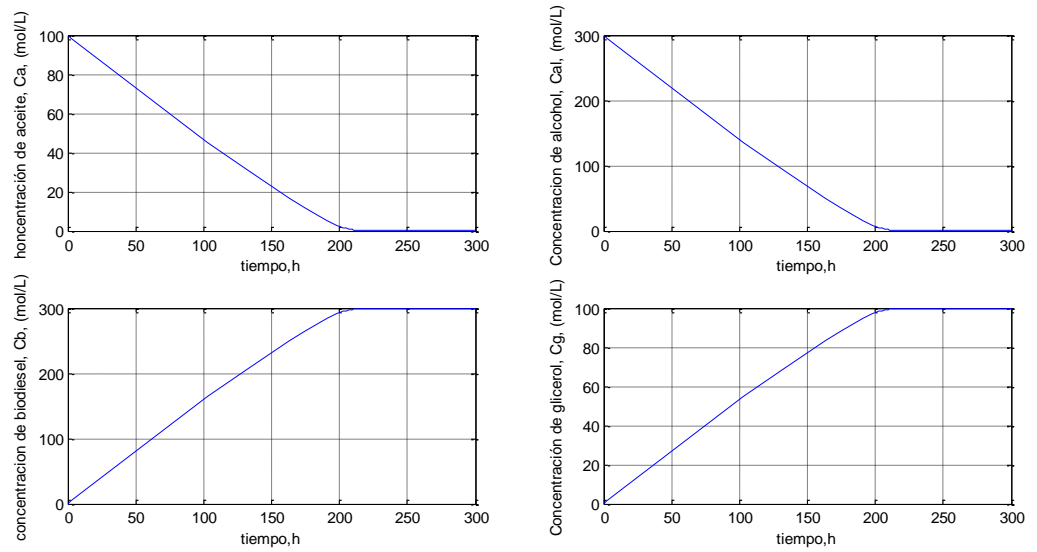 honcentración de aceite, Ca, (mol/L)
100
80
60
40
20
0
0 50 100 150 200 250 300
tiempo,h
Concentracion de alcohol, Cal, (mol/L)
300
200
100
0
0 50 100 150 200 250 300
tiempo,h
concentracion de biodiesel, Cb, (mol/L)
300
200
100
0
0 50 100 150 200 250 300
tiempo,h
Concentración de glicerol, Cg, (mol/L)
100
80
60
40
20
0
0 50 100 150 200 250 300
tiempo,h